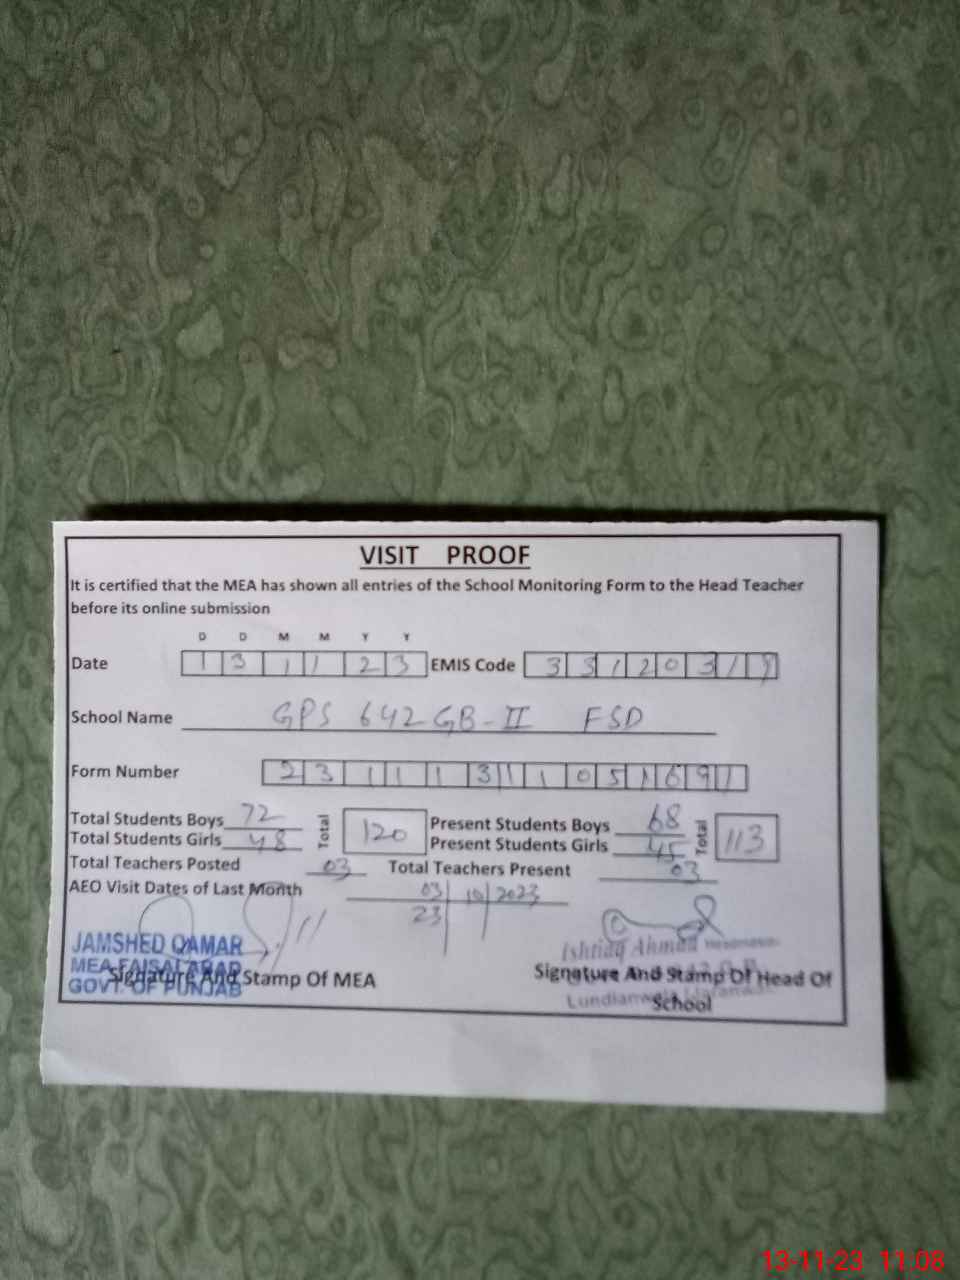 VISIT PROOF
It is certified that the MEA has shown all entries of the School Monitoring Form to the Head Teacher
before its online submission
D D M M Y Y
Date 1 3 1 1 2 3 EMIS Code 3 3 1 2 0 3 1 9
School Name GPS 642 GB-II FSD
Form Number 2 3 1 1 1 3 1 1 0 5 1 6 9 1
Total Students Boys 72 Total 120 Present Students Boys 68 Total 113
Total Students Girls 48 Present Students Girls 45
Total Teachers Posted 03 Total Teachers Present 03
AEO Visit Dates of Last Month 03 10 2023
23
JAMSHED QAMAR
MEA FAISALABAD
GOVT. OF PUNJAB
Signature And Stamp Of MEA
Ishtiaq Ahmad
Signature And Stamp Of Head Of
School
13-11-23 11:08